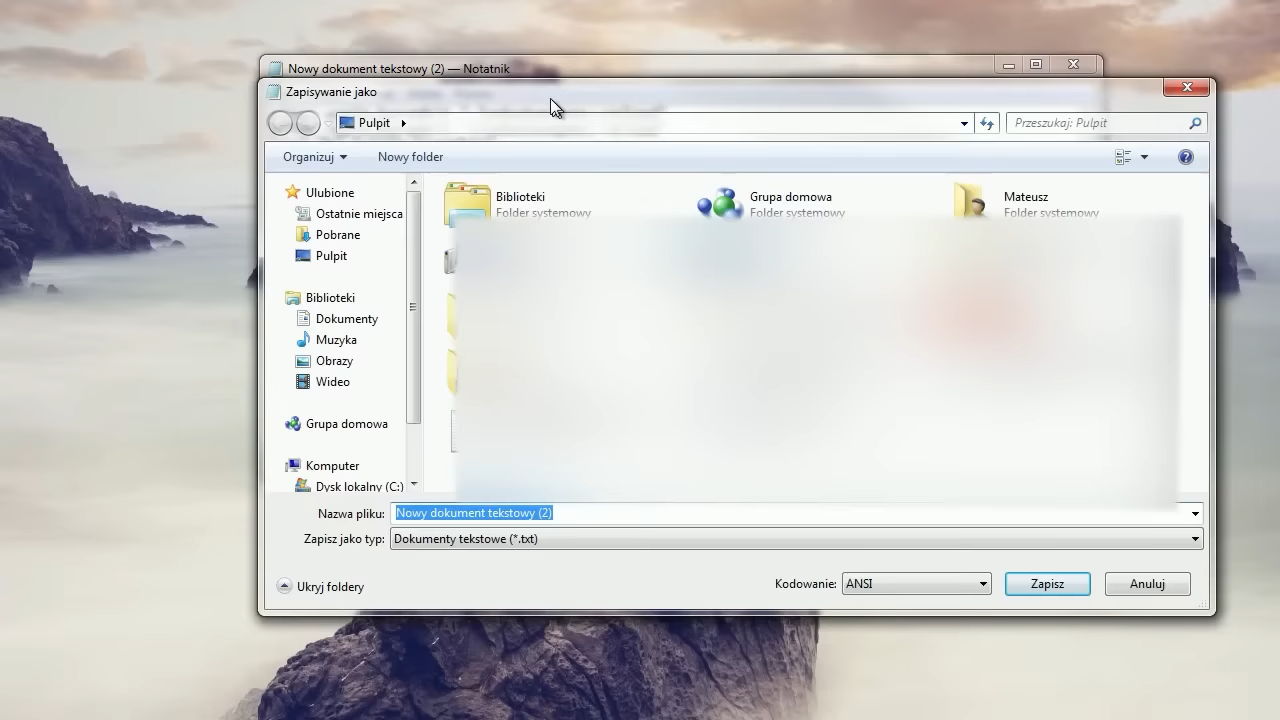 Nowy dokument tekstowy (2) — Notatnik
Zapisywanie jako
Pulpit
Przeszukaj: Pulpit
Organizuj
Nowy folder
Ulubione
Ostatnie miejsca
Pobrane
Pulpit
Biblioteki
Dokumenty
Muzyka
Obrazy
Wideo
Grupa domowa
Komputer
Dysk lokalny (C:)
Biblioteki
Folder systemowy
Grupa domowa
Folder systemowy
Mateusz
Folder systemowy
Nazwa pliku: Nowy dokument tekstowy (2)
Zapisz jako typ: Dokumenty tekstowe (*.txt)
Ukryj foldery
Kodowanie: ANSI
Zapisz
Anuluj